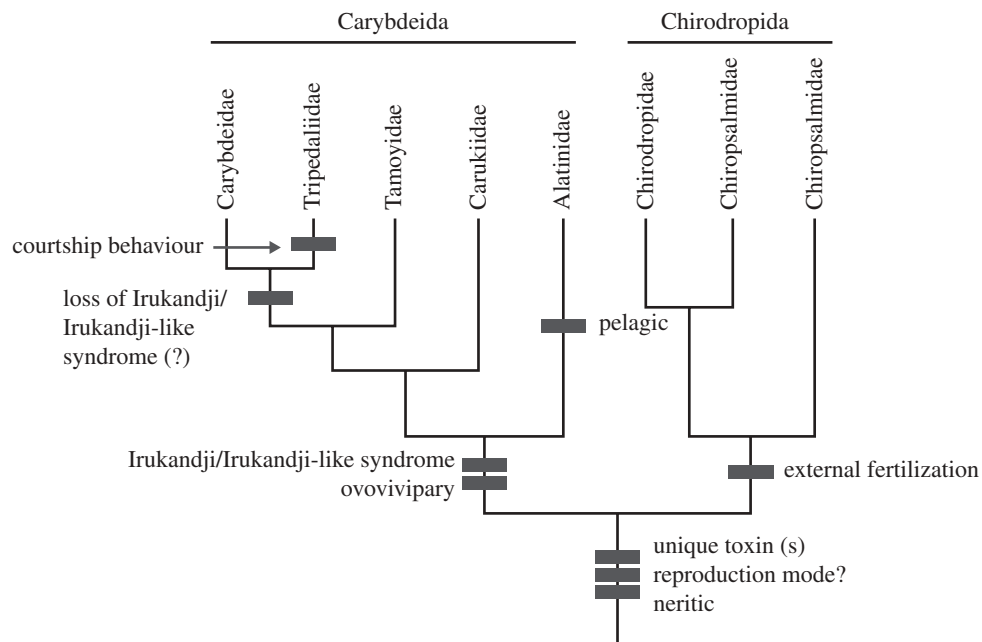 Carybdeida
Chirodropida
Carybdeidae
Tripedaliidae
Tamoyidae
Carukiidae
Alatinidae
Chirodropidae
Chiropsalmidae
Chiropsalmidae
courtship behaviour
loss of Irukandji/
Irukandji-like
syndrome (?)
pelagic
Irukandji/Irukandji-like syndrome
ovovivipary
external fertilization
unique toxin (s)
reproduction mode?
neritic